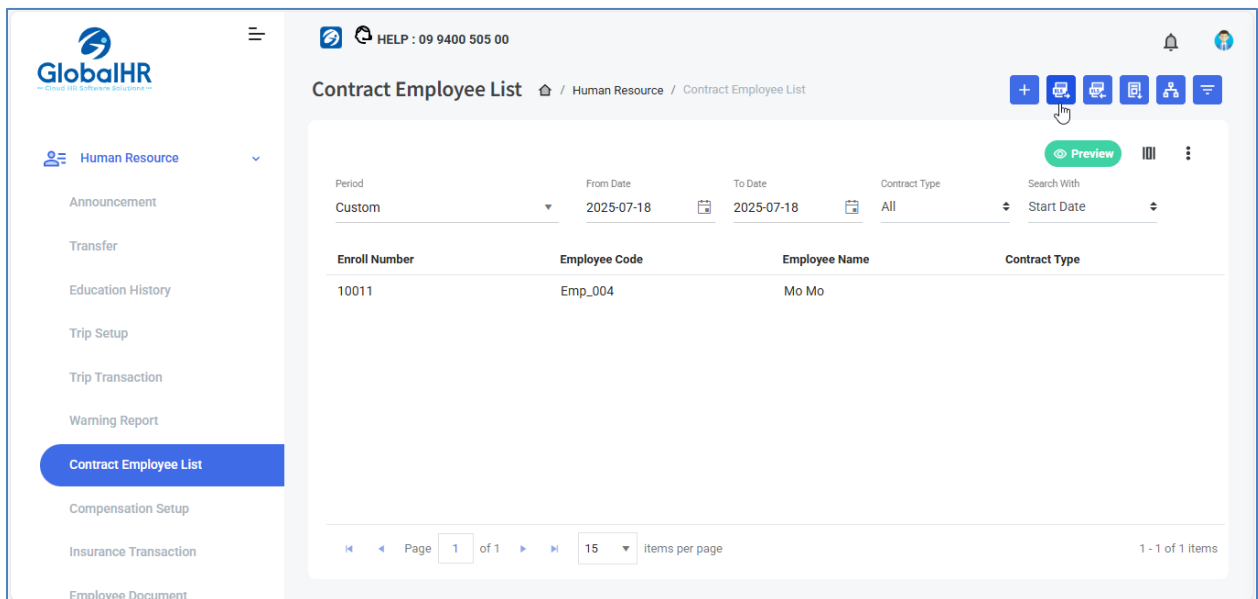 GlobalHR
Cloud HR Software Solutions
HELP : 09 9400 505 00
Contract Employee List / Human Resource / Contract Employee List
Human Resource
Announcement
Transfer
Education History
Trip Setup
Trip Transaction
Warning Report
Contract Employee List
Compensation Setup
Insurance Transaction
Employee Document
Preview
Period From Date To Date Contract Type Search With
Custom 2025-07-18 2025-07-18 All Start Date
Enroll Number Employee Code Employee Name Contract Type
10011 Emp_004 Mo Mo
Page 1 of 1 15 items per page 1 - 1 of 1 items